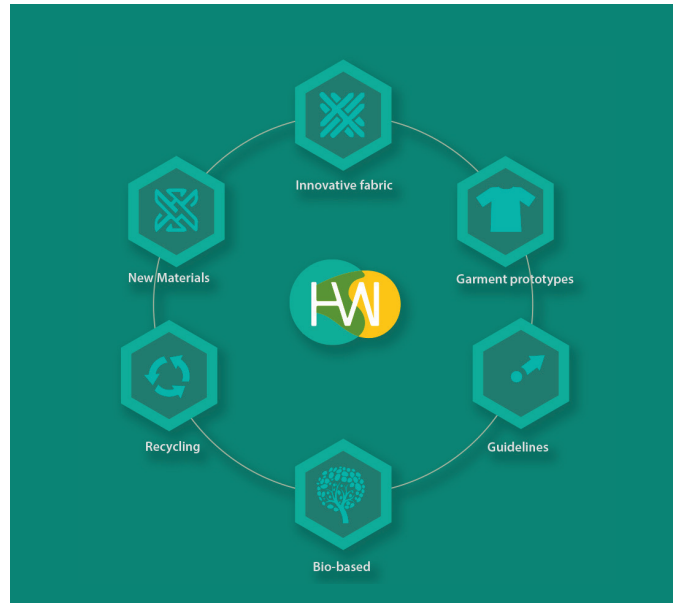 Innovative fabric
New Materials
Garment prototypes
HW
Recycling
Guidelines
Bio-based